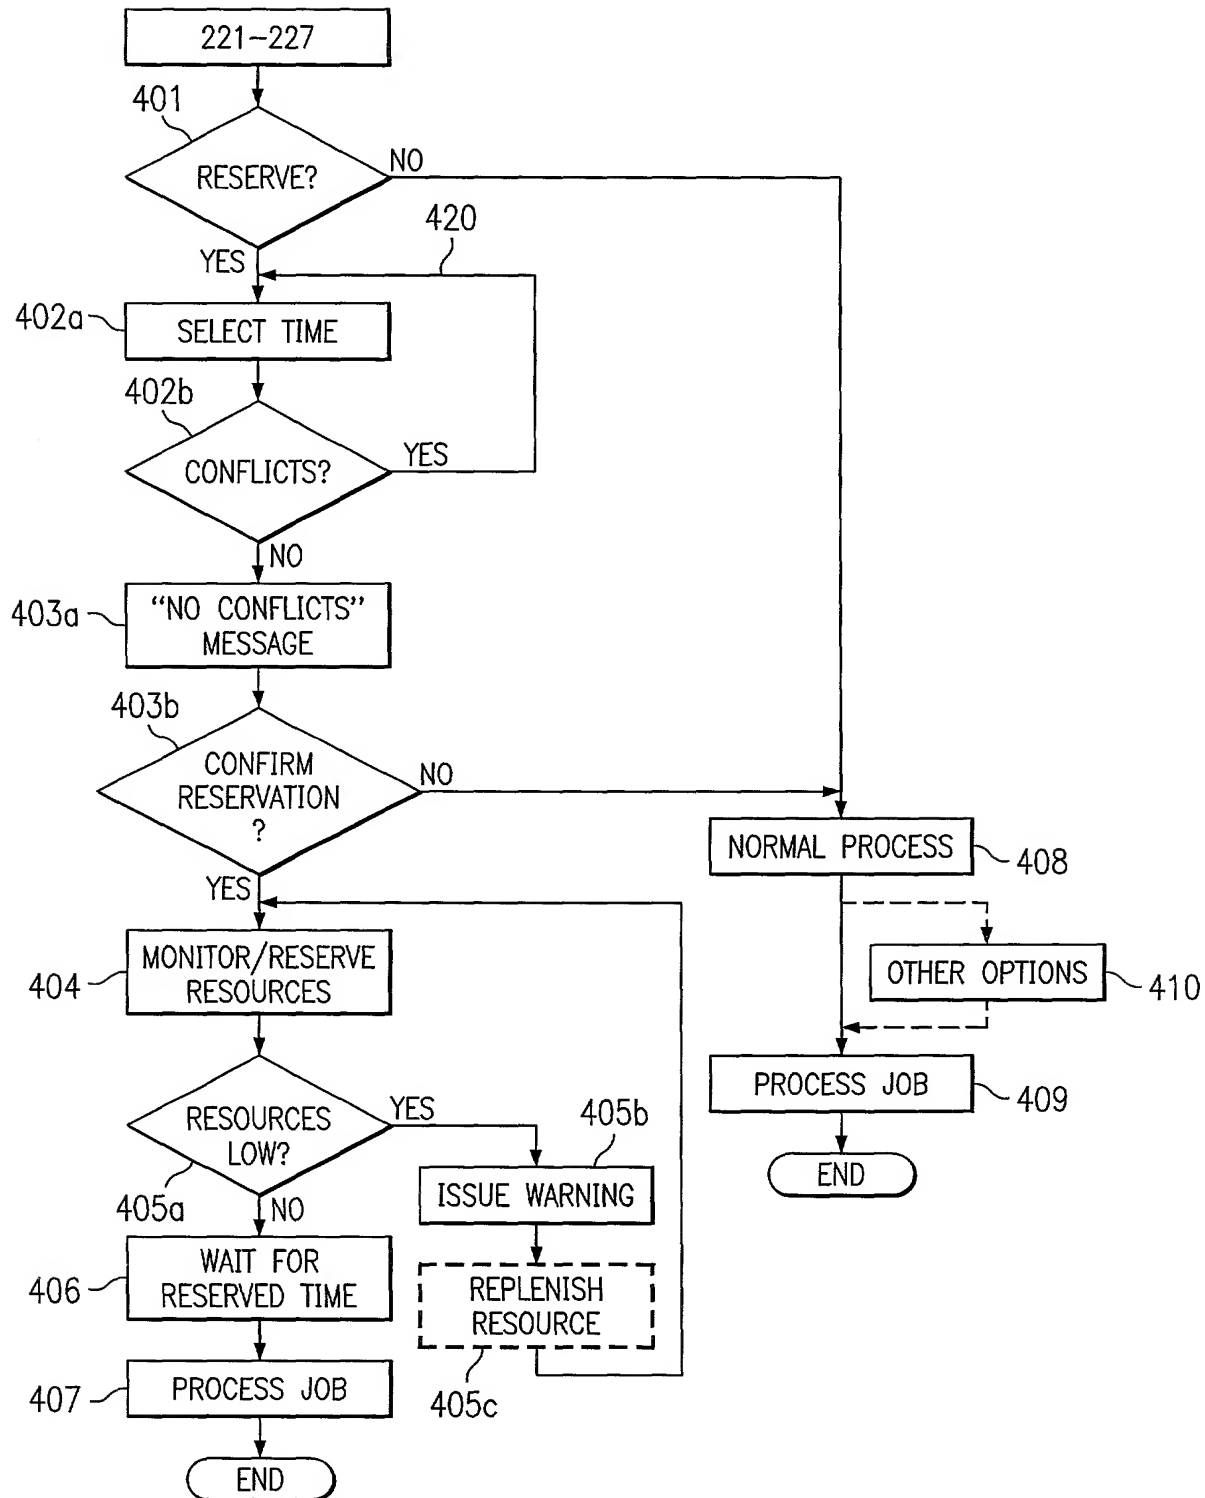 221-227
401
RESERVE?
NO
YES
420
402a
SELECT TIME
402b
CONFLICTS?
YES
NO
403a
"NO CONFLICTS"
MESSAGE
403b
CONFIRM
RESERVATION
?
NO
YES
NORMAL PROCESS
408
OTHER OPTIONS
410
PROCESS JOB
409
END
404
MONITOR/RESERVE
RESOURCES
RESOURCES
LOW?
YES
405a
NO
405b
ISSUE WARNING
REPLENISH
RESOURCE
405c
406
WAIT FOR
RESERVED TIME
407
PROCESS JOB
END